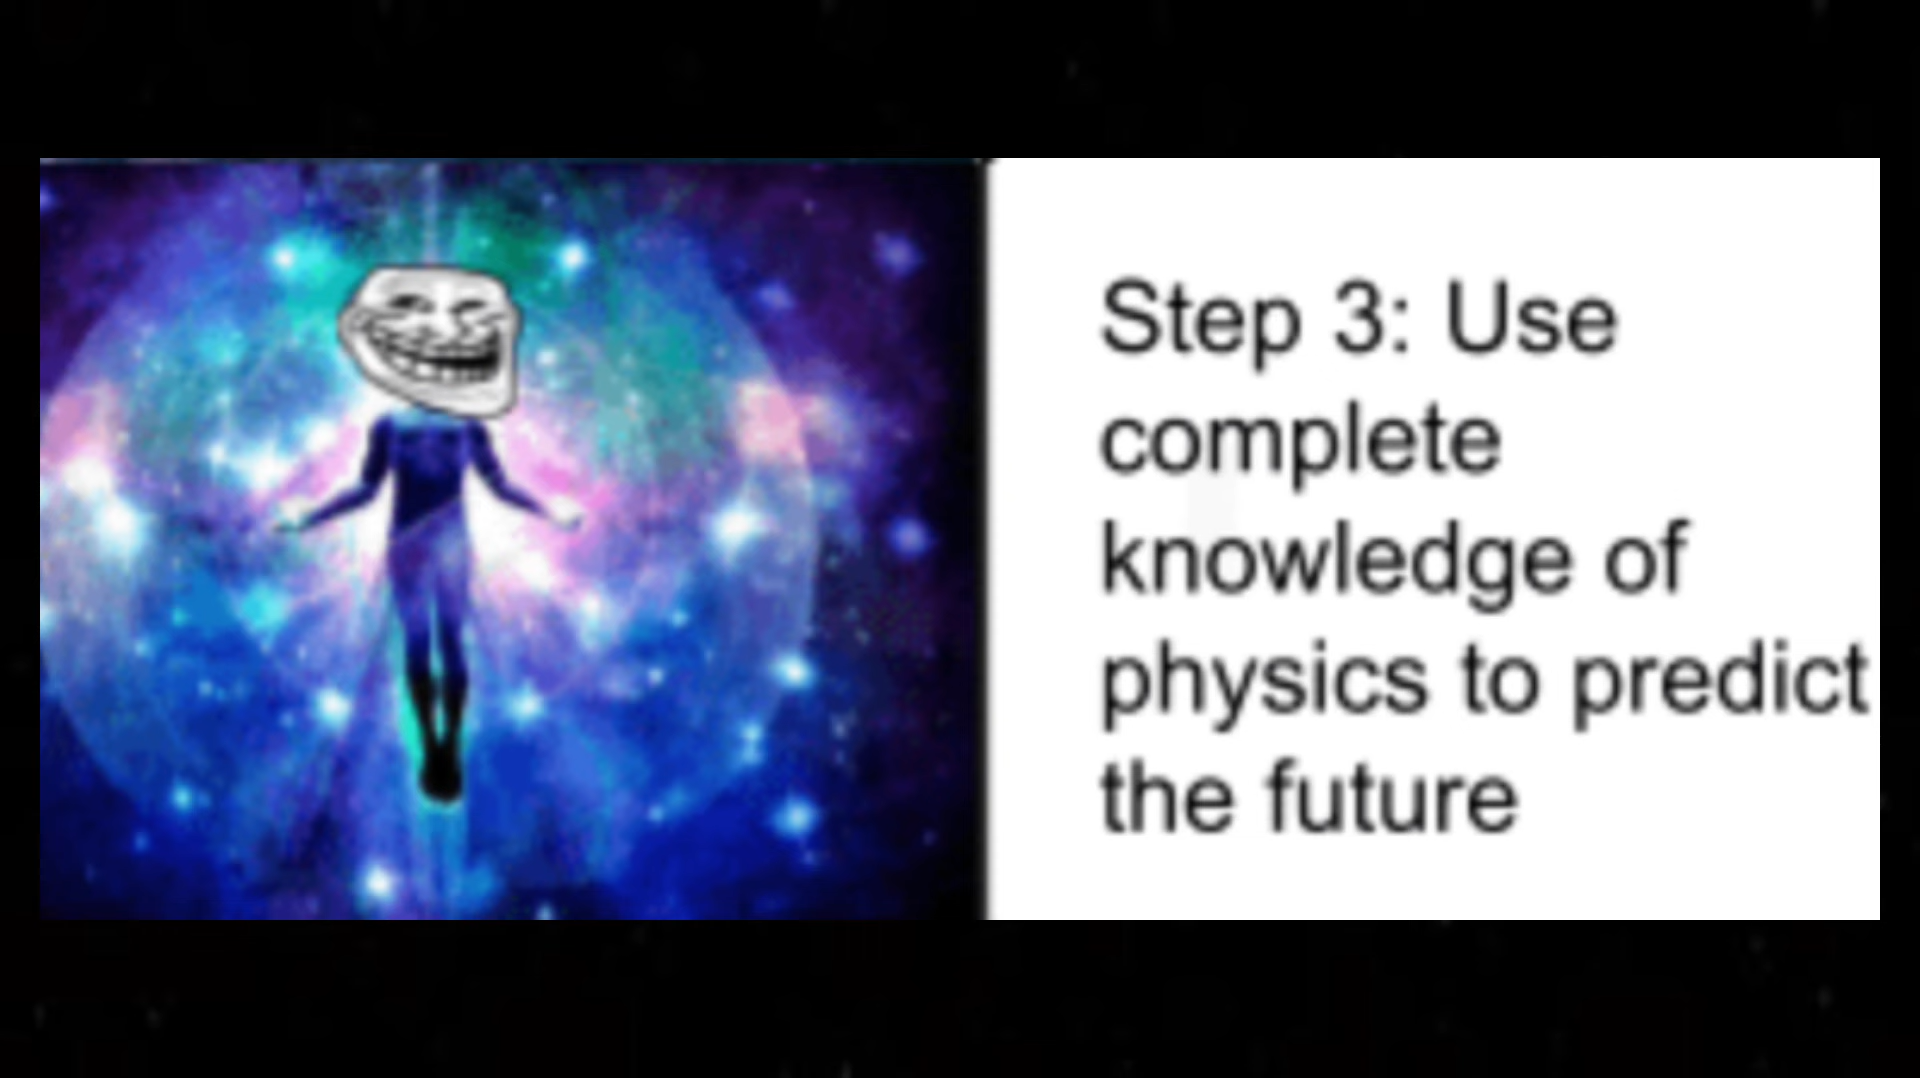 Step 3: Use
complete
knowledge of
physics to predict
the future